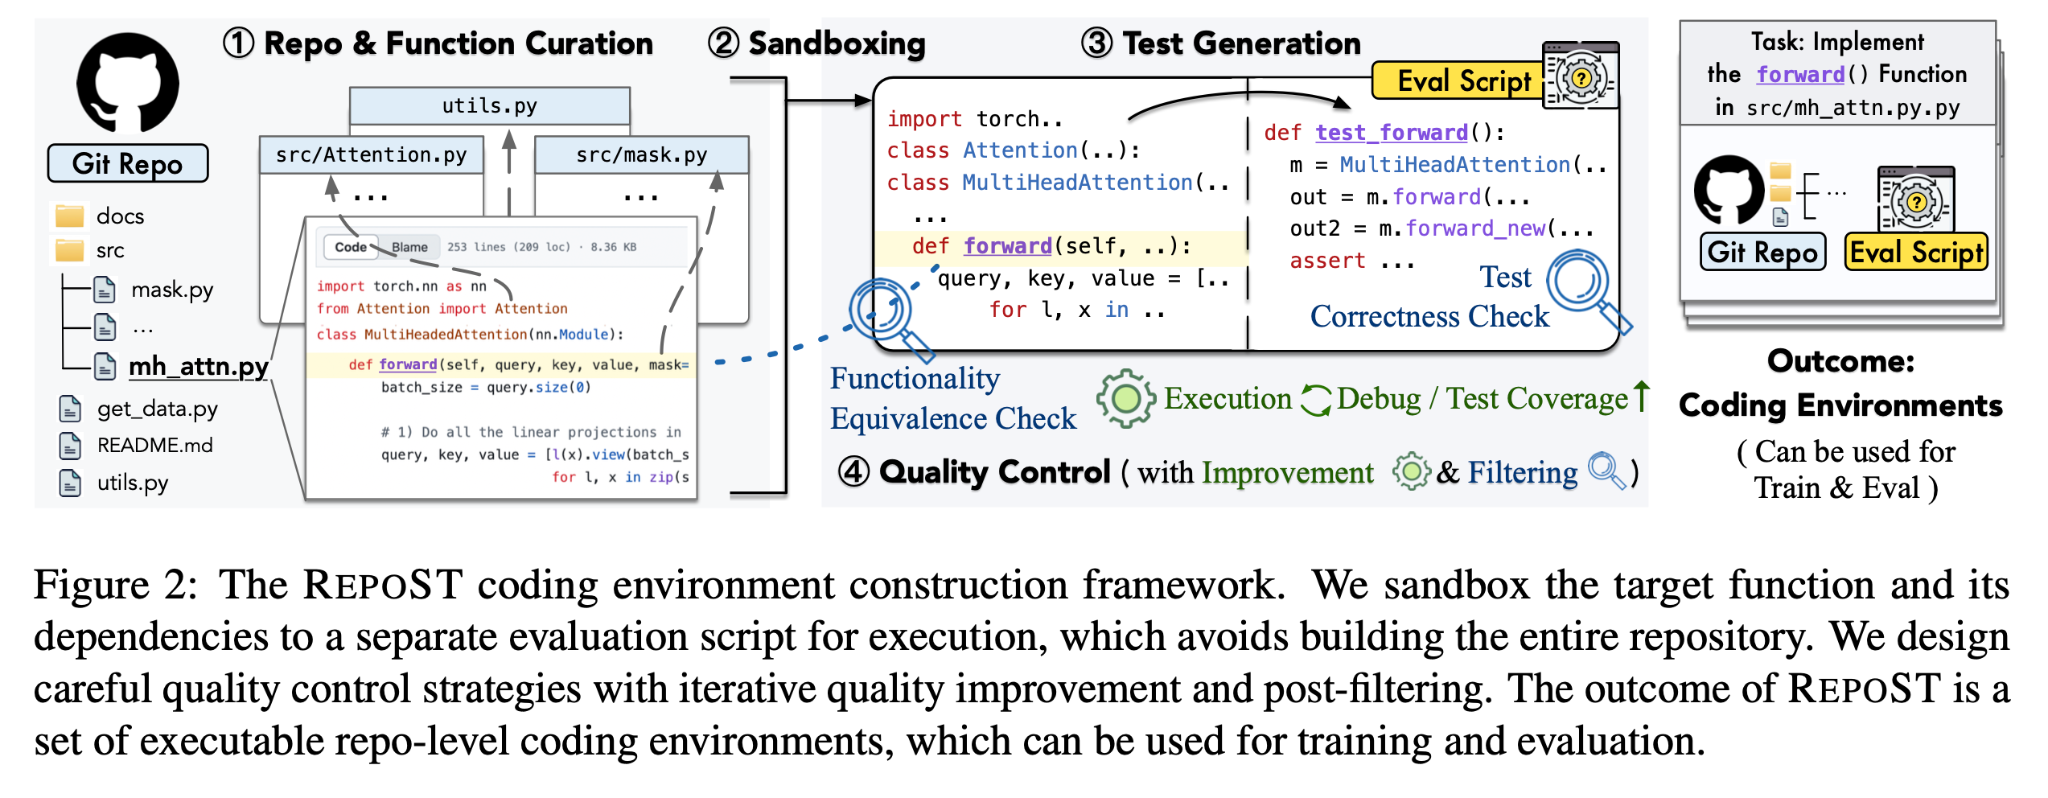 ① Repo & Function Curation
Git Repo
docs
src
mask.py
...
mh_attn.py
get_data.py
README.md
utils.py
utils.py
src/Attention.py
...
src/mask.py
...
Code Blame 253 lines (209 loc) · 8.36 KB
import torch.nn as nn
from Attention import Attention
class MultiHeadedAttention(nn.Module):
def forward(self, query, key, value, mask=
batch_size = query.size(0)
# 1) Do all the linear projections in
query, key, value = [l(x).view(batch_s
for l, x in zip(s
② Sandboxing
③ Test Generation
Eval Script
import torch..
class Attention(..):
class MultiHeadAttention(..
...
def forward(self, ..):
query, key, value = [..
for l, x in ..
def test_forward():
m = MultiHeadAttention(..
out = m.forward(...
out2 = m.forward_new(...
assert ...
Test
Correctness Check
Functionality
Equivalence Check
Execution Debug / Test Coverage
④ Quality Control ( with Improvement & Filtering )
Task: Implement
the forward() Function
in src/mh_attn.py.py
...
Git Repo
Eval Script
Outcome:
Coding Environments
( Can be used for
Train & Eval )
Figure 2: The REPOST coding environment construction framework. We sandbox the target function and its
dependencies to a separate evaluation script for execution, which avoids building the entire repository. We design
careful quality control strategies with iterative quality improvement and post-filtering. The outcome of REPOST is a
set of executable repo-level coding environments, which can be used for training and evaluation.